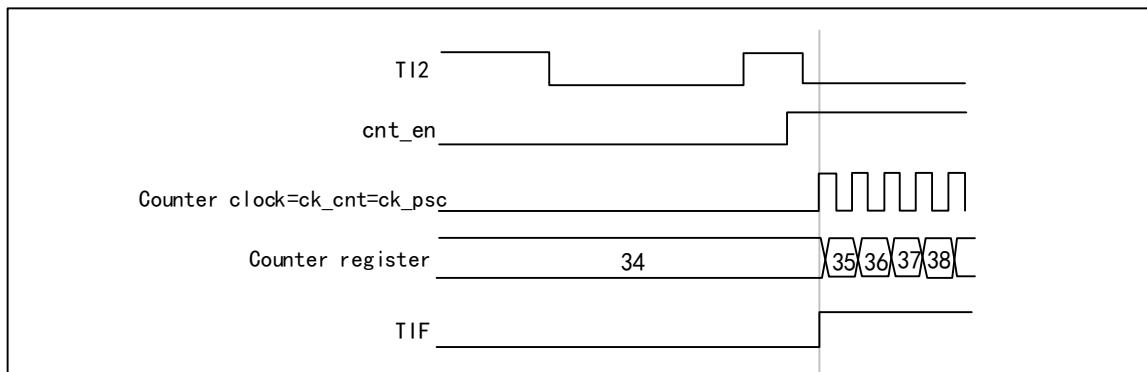 TI2
cnt_en
Counter clock=ck_cnt=ck_psc
Counter register 34 35 36 37 38
TIF